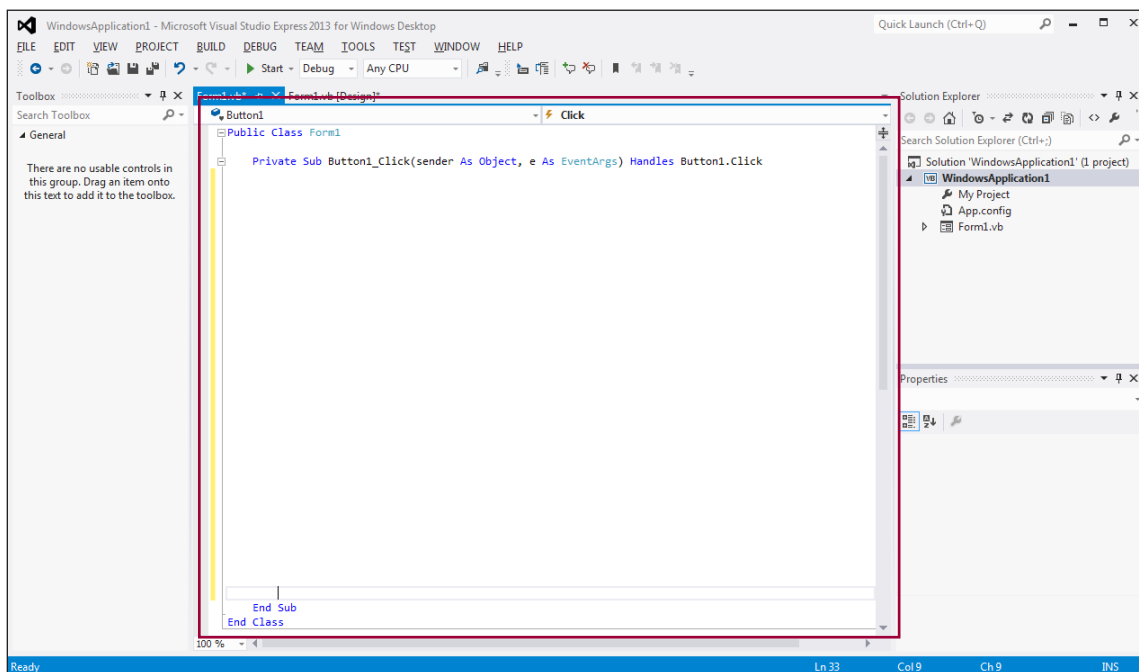 WindowsApplication1 - Microsoft Visual Studio Express 2013 for Windows Desktop
Quick Launch (Ctrl+Q)
FILE EDIT VIEW PROJECT BUILD DEBUG TEAM TOOLS TEST WINDOW HELP
Start Debug Any CPU
Toolbox
Search Toolbox
General
There are no usable controls in
this group. Drag an item onto
this text to add it to the toolbox.
Form1.vb* Form1.vb [Design]*
Button1 Click
Public Class Form1
Private Sub Button1_Click(sender As Object, e As EventArgs) Handles Button1.Click
End Sub
End Class
100 %
Solution Explorer
Search Solution Explorer (Ctrl+;)
Solution 'WindowsApplication1' (1 project)
VB WindowsApplication1
My Project
App.config
Form1.vb
Properties
Ready Ln 33 Col 9 Ch 9 INS